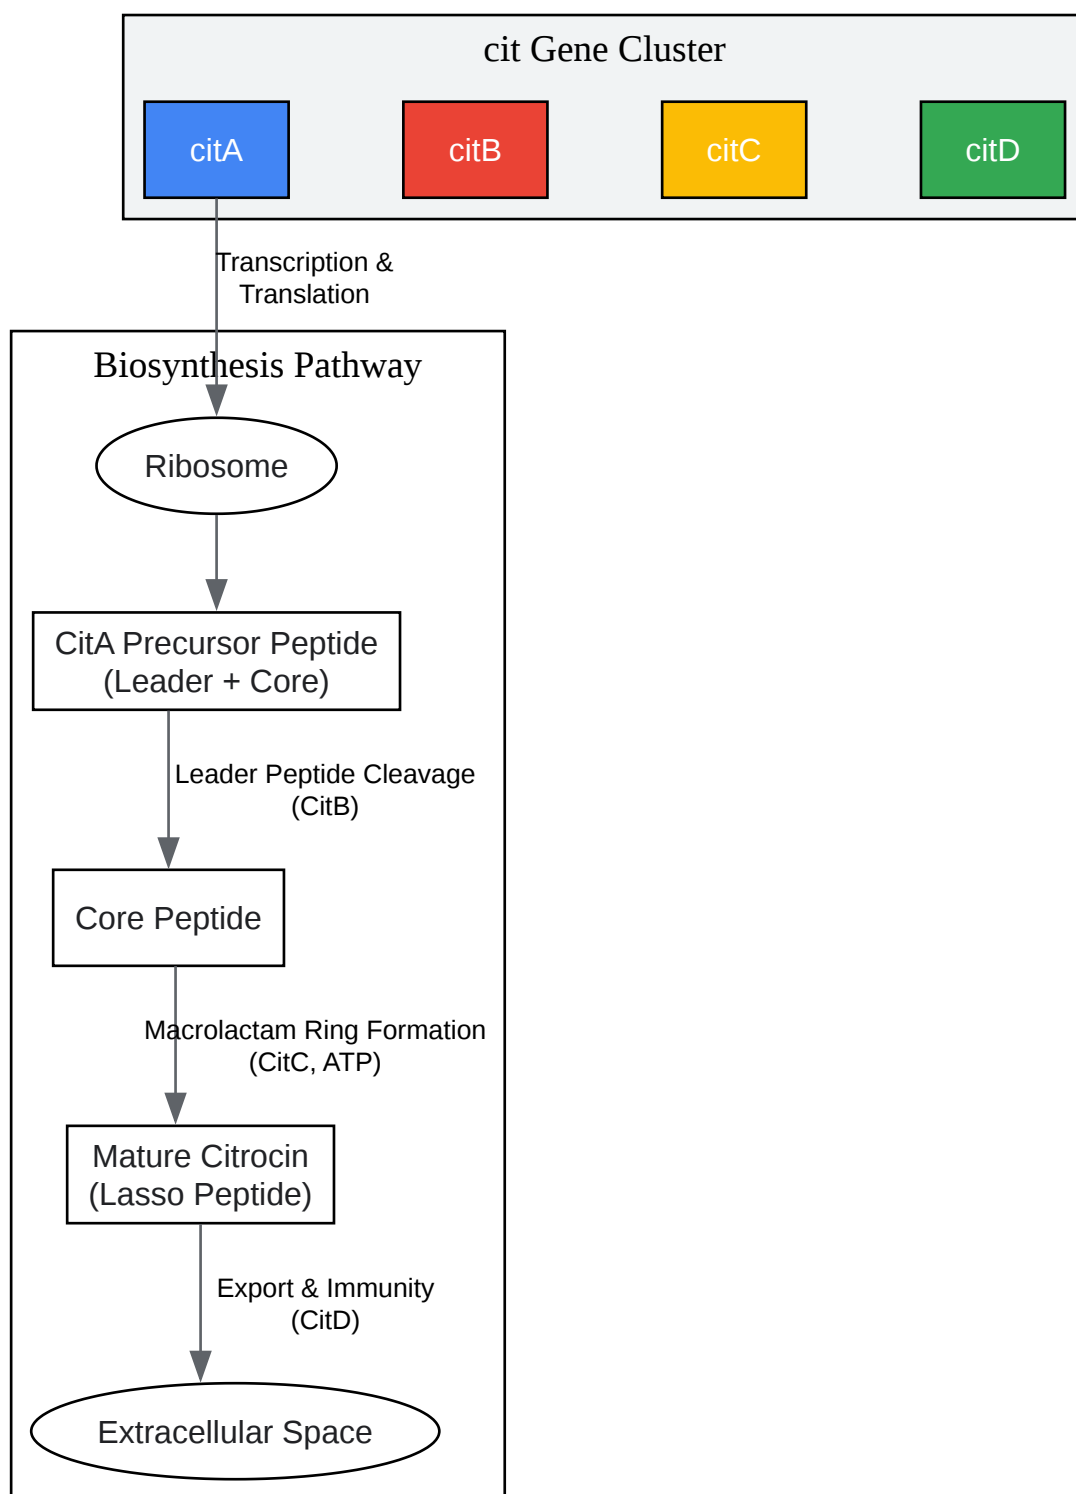 cit Gene Cluster
citA
citB
citC
citD
Transcription &
Translation
Biosynthesis Pathway
Ribosome
CitA Precursor Peptide
(Leader + Core)
Leader Peptide Cleavage
(CitB)
Core Peptide
Macrolactam Ring Formation
(CitC, ATP)
Mature Citrocin
(Lasso Peptide)
Export & Immunity
(CitD)
Extracellular Space